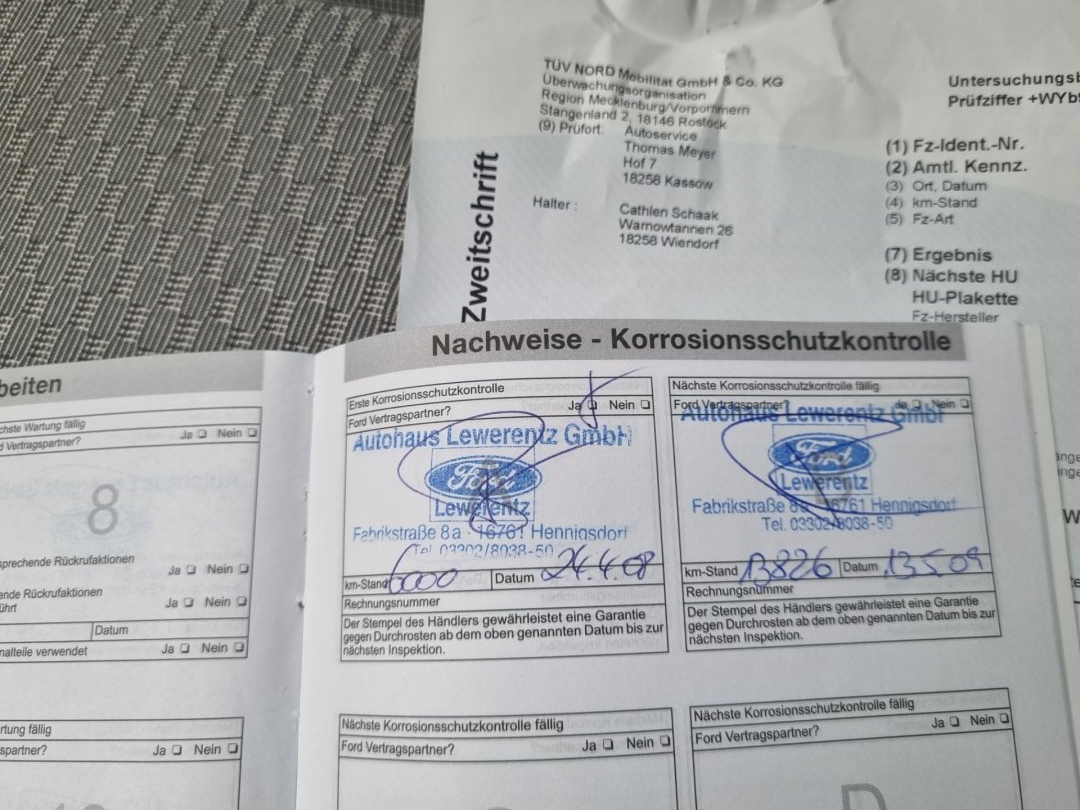 TÜV NORD Mobilität GmbH & Co. KG
Überwachungsorganisation
Region Mecklenburg/Vorpommern
Stangenland 2, 18146 Rostock
(9) Prüfort: Autoservice
Thomas Meyer
Hof 7
18258 Kassow
Halter : Cathlen Schaak
Warnowtannen 26
18258 Wiendorf
Zweitschrift
Untersuchungsb
Prüfziffer +WYb
(1) Fz-Ident.-Nr.
(2) Amtl. Kennz.
(3) Ort, Datum
(4) km-Stand
(5) Fz-Art
(7) Ergebnis
(8) Nächste HU
HU-Plakette
Fz-Hersteller
beiten
chste Wartung fällig
d Vertragspartner? Ja Nein
8
sprechende Rückrufaktionen
Ja Nein
ende Rückrufaktionen
ührt Ja Nein
Datum
nalteile verwendet Ja Nein
rtung fällig
spartner? Ja Nein
Nachweise - Korrosionsschutzkontrolle
Erste Korrosionsschutzkontrolle
Ford Vertragspartner? Ja Nein
Autohaus Lewerentz GmbH
Ford
Lewerentz
Fabrikstraße 8a · 16761 Hennigsdorf
Tel. 03302/8038-50
km-Stand 6000 Datum 24.4.08
Rechnungsnummer
Der Stempel des Händlers gewährleistet eine Garantie
gegen Durchrosten ab dem oben genannten Datum bis zur
nächsten Inspektion.
Nächste Korrosionsschutzkontrolle fällig
Ford Vertragspartner? Ja Nein
Autohaus Lewerentz GmbH
Ford
Lewerentz
Fabrikstraße 8a · 16761 Hennigsdorf
Tel. 03302/8038-50
km-Stand 13826 Datum 13.5.09
Rechnungsnummer
Der Stempel des Händlers gewährleistet eine Garantie
gegen Durchrosten ab dem oben genannten Datum bis zur
nächsten Inspektion.
Nächste Korrosionsschutzkontrolle fällig
Ford Vertragspartner? Ja Nein
Nächste Korrosionsschutzkontrolle fällig
Ford Vertragspartner? Ja Nein
D